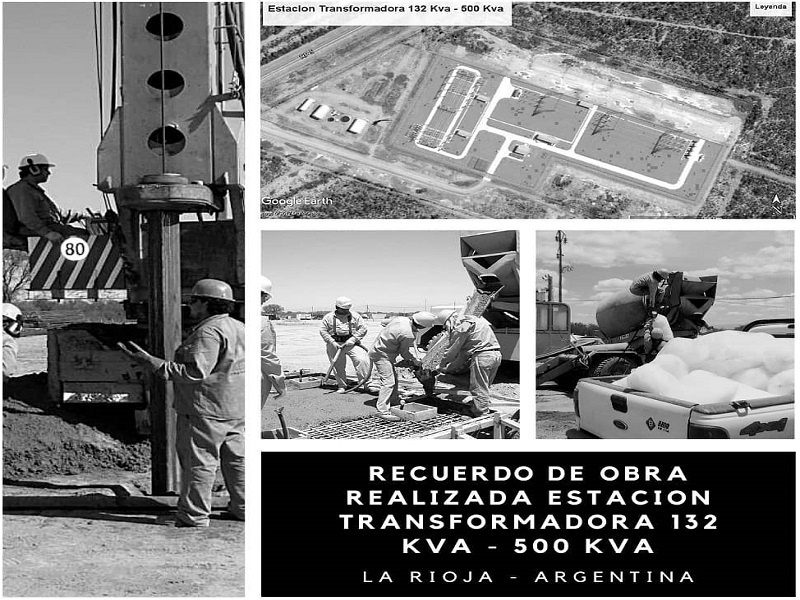 Estacion Transformadora 132 Kva - 500 Kva
Leyenda
Google Earth
N
80
4x4
RECUERDO DE OBRA
REALIZADA ESTACION
TRANSFORMADORA 132
KVA - 500 KVA
LA RIOJA - ARGENTINA